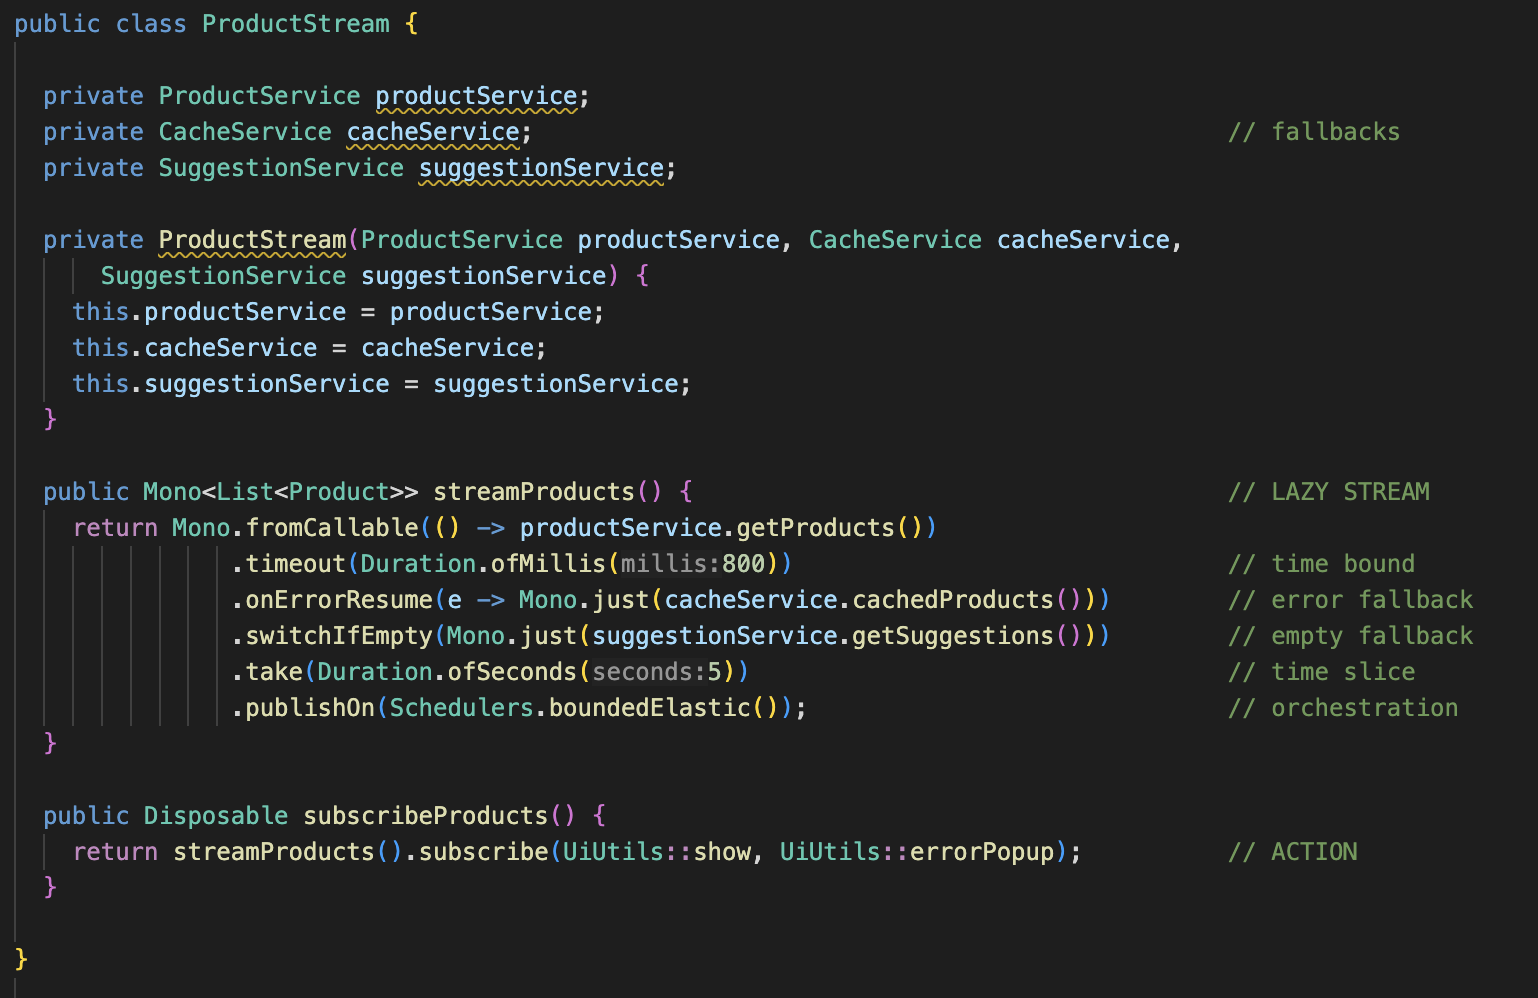 public class ProductStream {
private ProductService productService;
private CacheService cacheService; // fallbacks
private SuggestionService suggestionService;
private ProductStream(ProductService productService, CacheService cacheService,
SuggestionService suggestionService) {
this.productService = productService;
this.cacheService = cacheService;
this.suggestionService = suggestionService;
}
public Mono<List<Product>> streamProducts() { // LAZY STREAM
return Mono.fromCallable(() -> productService.getProducts())
.timeout(Duration.ofMillis(millis:800)) // time bound
.onErrorResume(e -> Mono.just(cacheService.cachedProducts())) // error fallback
.switchIfEmpty(Mono.just(suggestionService.getSuggestions())) // empty fallback
.take(Duration.ofSeconds(seconds:5)) // time slice
.publishOn(Schedulers.boundedElastic()); // orchestration
}
public Disposable subscribeProducts() {
return streamProducts().subscribe(UiUtils::show, UiUtils::errorPopup); // ACTION
}
}